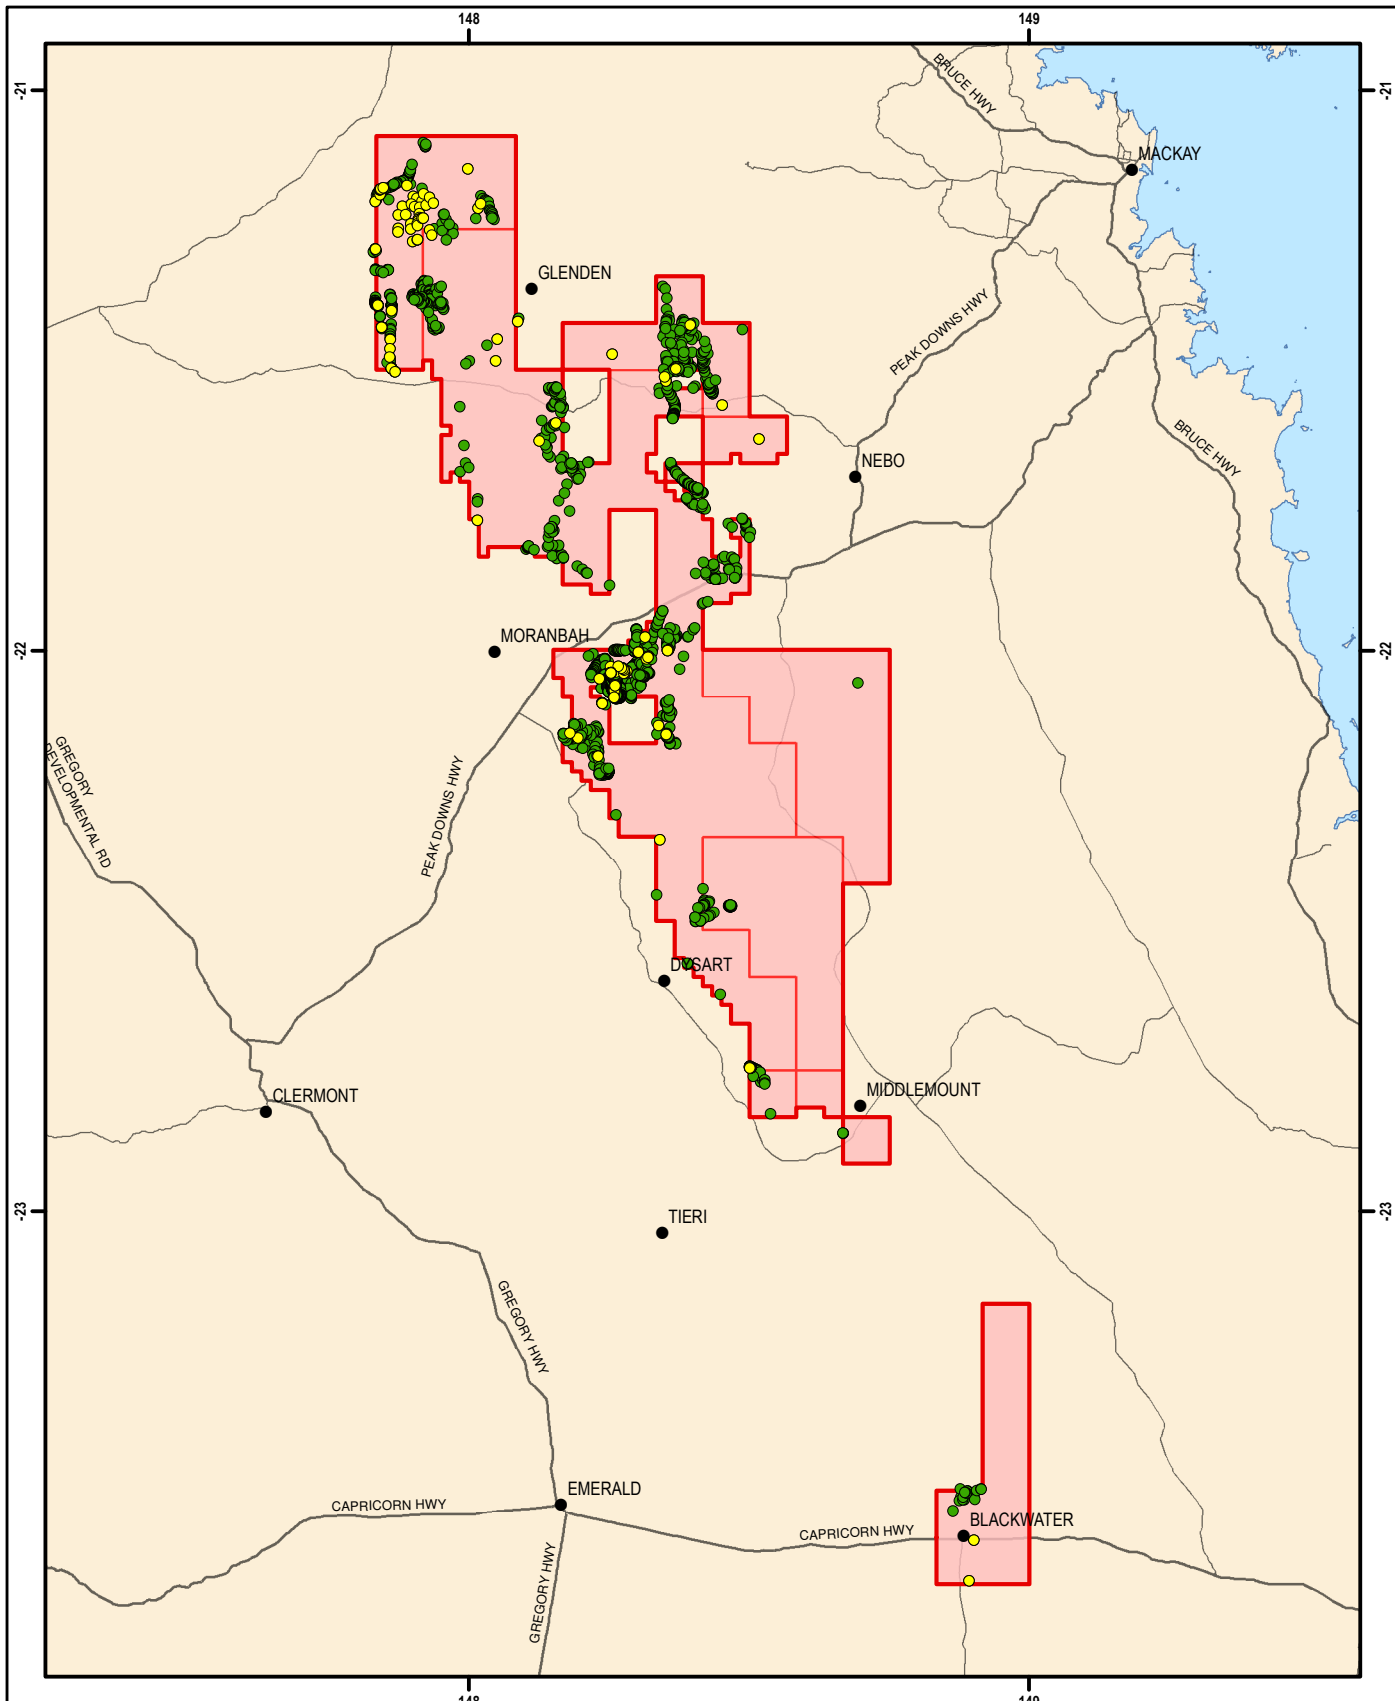 148
149
-21
-21
BRUCE HWY
MACKAY
GLENDEN
PEAK DOWNS HWY
BRUCE HWY
NEBO
MORANBAH
-22
-22
GREGORY
DEVELOPMENTAL RD
PEAK DOWNS HWY
DYSART
CLERMONT
MIDDLEMOUNT
-23
-23
TIERI
GREGORY HWY
EMERALD
CAPRICORN HWY
BLACKWATER
CAPRICORN HWY
GREGORY HWY
148
149